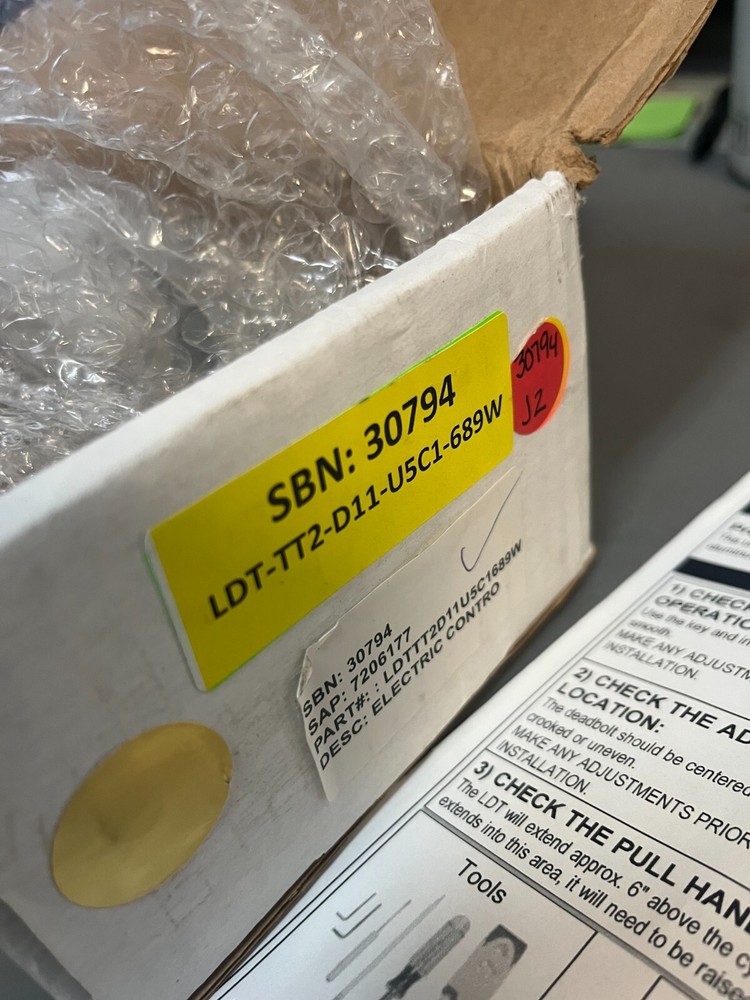 SBN: 30794
LDT-TT2-D11-U5C1-689W
30794
J2
SBN: 30794
SAP: 7206177
PART#: : LDTTT2D11U5C1689W
DESC: ELECTRIC CONTRO
1) CHECK
OPERATIO
Use the key and
smooth.
MAKE ANY ADJUSTM
INSTALLATION.
2) CHECK THE AD
LOCATION:
The deadbolt should be centered
crooked or uneven.
MAKE ANY ADJUSTMENTS PRIOR
INSTALLATION.
3) CHECK THE PULL HAN
The LDT will extend approx. 6" above the cy
extends into this area, it will need to be raise
Tools